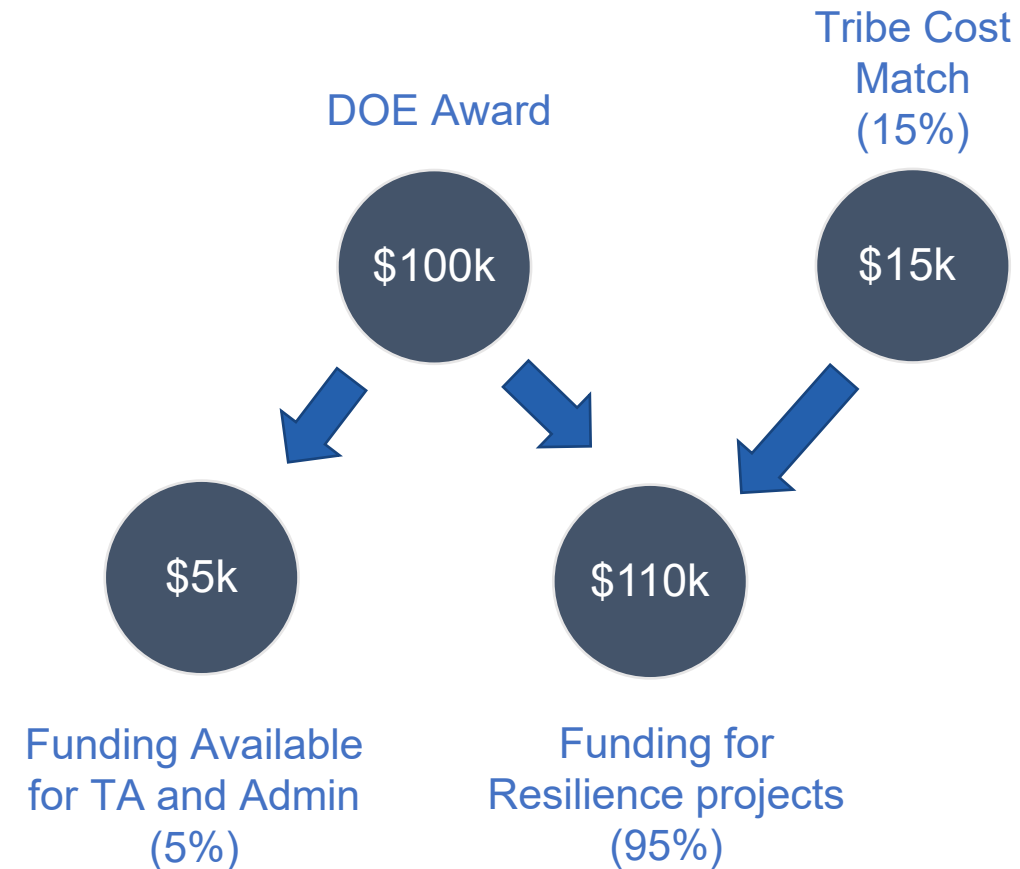 DOE Award
Tribe Cost
Match
(15%)
$100k
$15k
$5k
$110k
Funding Available
for TA and Admin
(5%)
Funding for
Resilience projects
(95%)